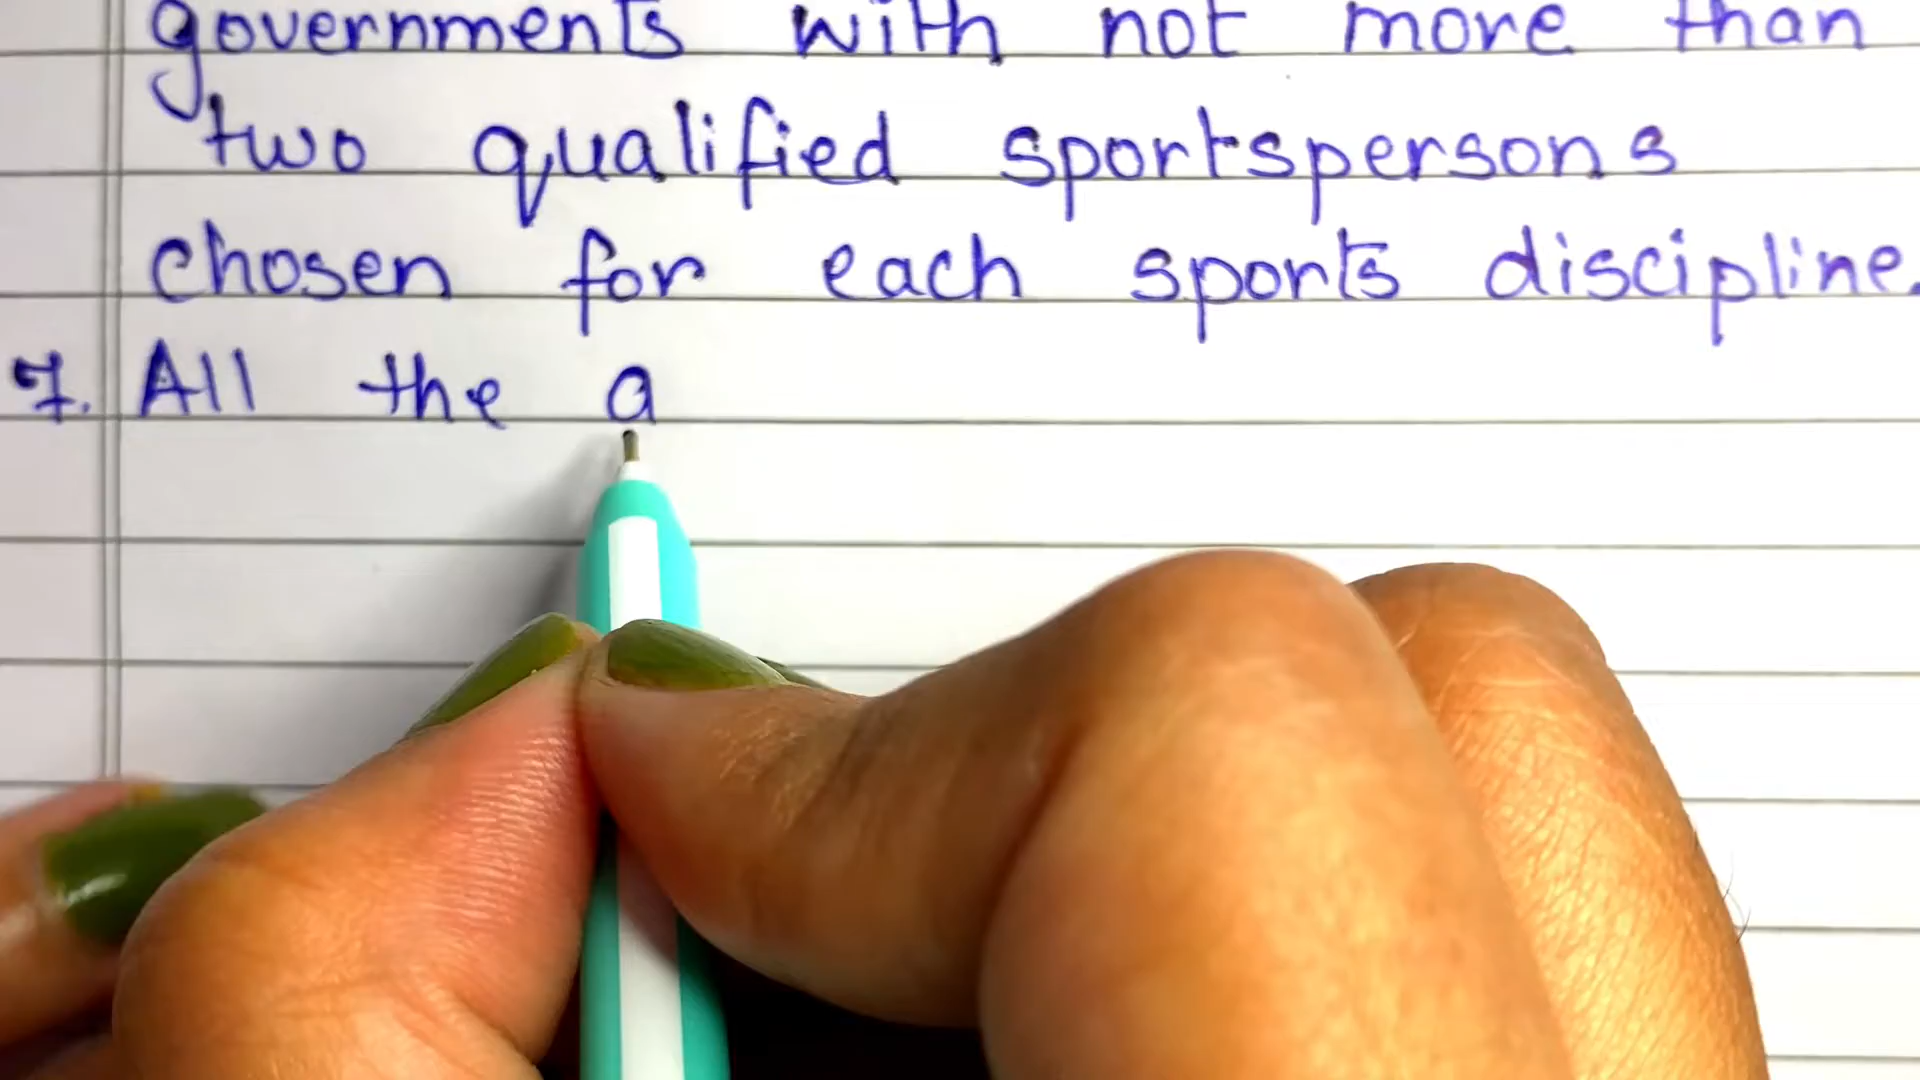 governments with not more than
two qualified sportspersons
chosen for each sports discipline.
7. All the a